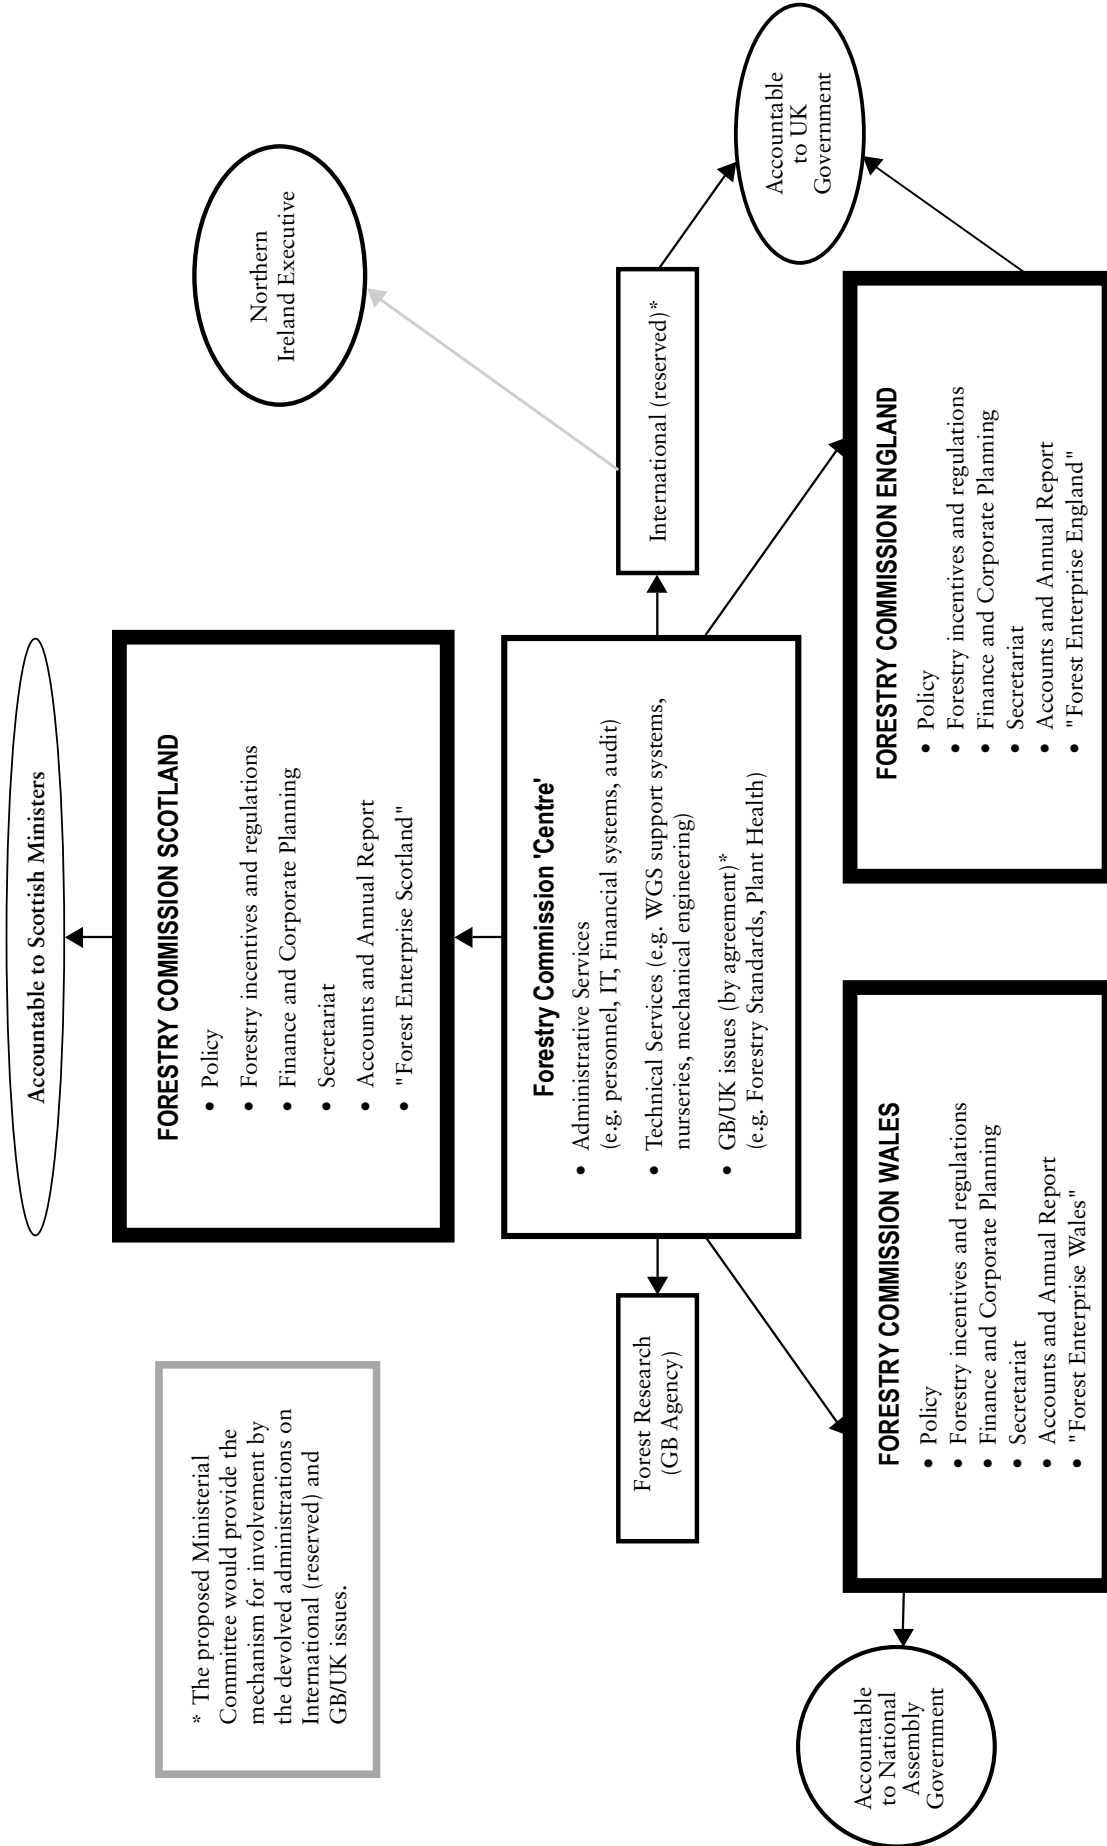 Accountable to Scottish Ministers
FORESTRY COMMISSION SCOTLAND
• Policy
• Forestry incentives and regulations
• Finance and Corporate Planning
• Secretariat
• Accounts and Annual Report
• "Forest Enterprise Scotland"
* The proposed Ministerial
Committee would provide the
mechanism for involvement by
the devolved administrations on
International (reserved) and
GB/UK issues.
Northern
Ireland Executive
Forestry Commission 'Centre'
• Administrative Services
(e.g. personnel, IT, Financial systems, audit)
• Technical Services (e.g. WGS support systems,
nurseries, mechanical engineering)
• GB/UK issues (by agreement)*
(e.g. Forestry Standards, Plant Health)
Forest Research
(GB Agency)
International (reserved)*
Accountable
to UK
Government
FORESTRY COMMISSION WALES
• Policy
• Forestry incentives and regulations
• Finance and Corporate Planning
• Secretariat
• Accounts and Annual Report
• "Forest Enterprise Wales"
FORESTRY COMMISSION ENGLAND
• Policy
• Forestry incentives and regulations
• Finance and Corporate Planning
• Secretariat
• Accounts and Annual Report
• "Forest Enterprise England"
Accountable
to National
Assembly
Government